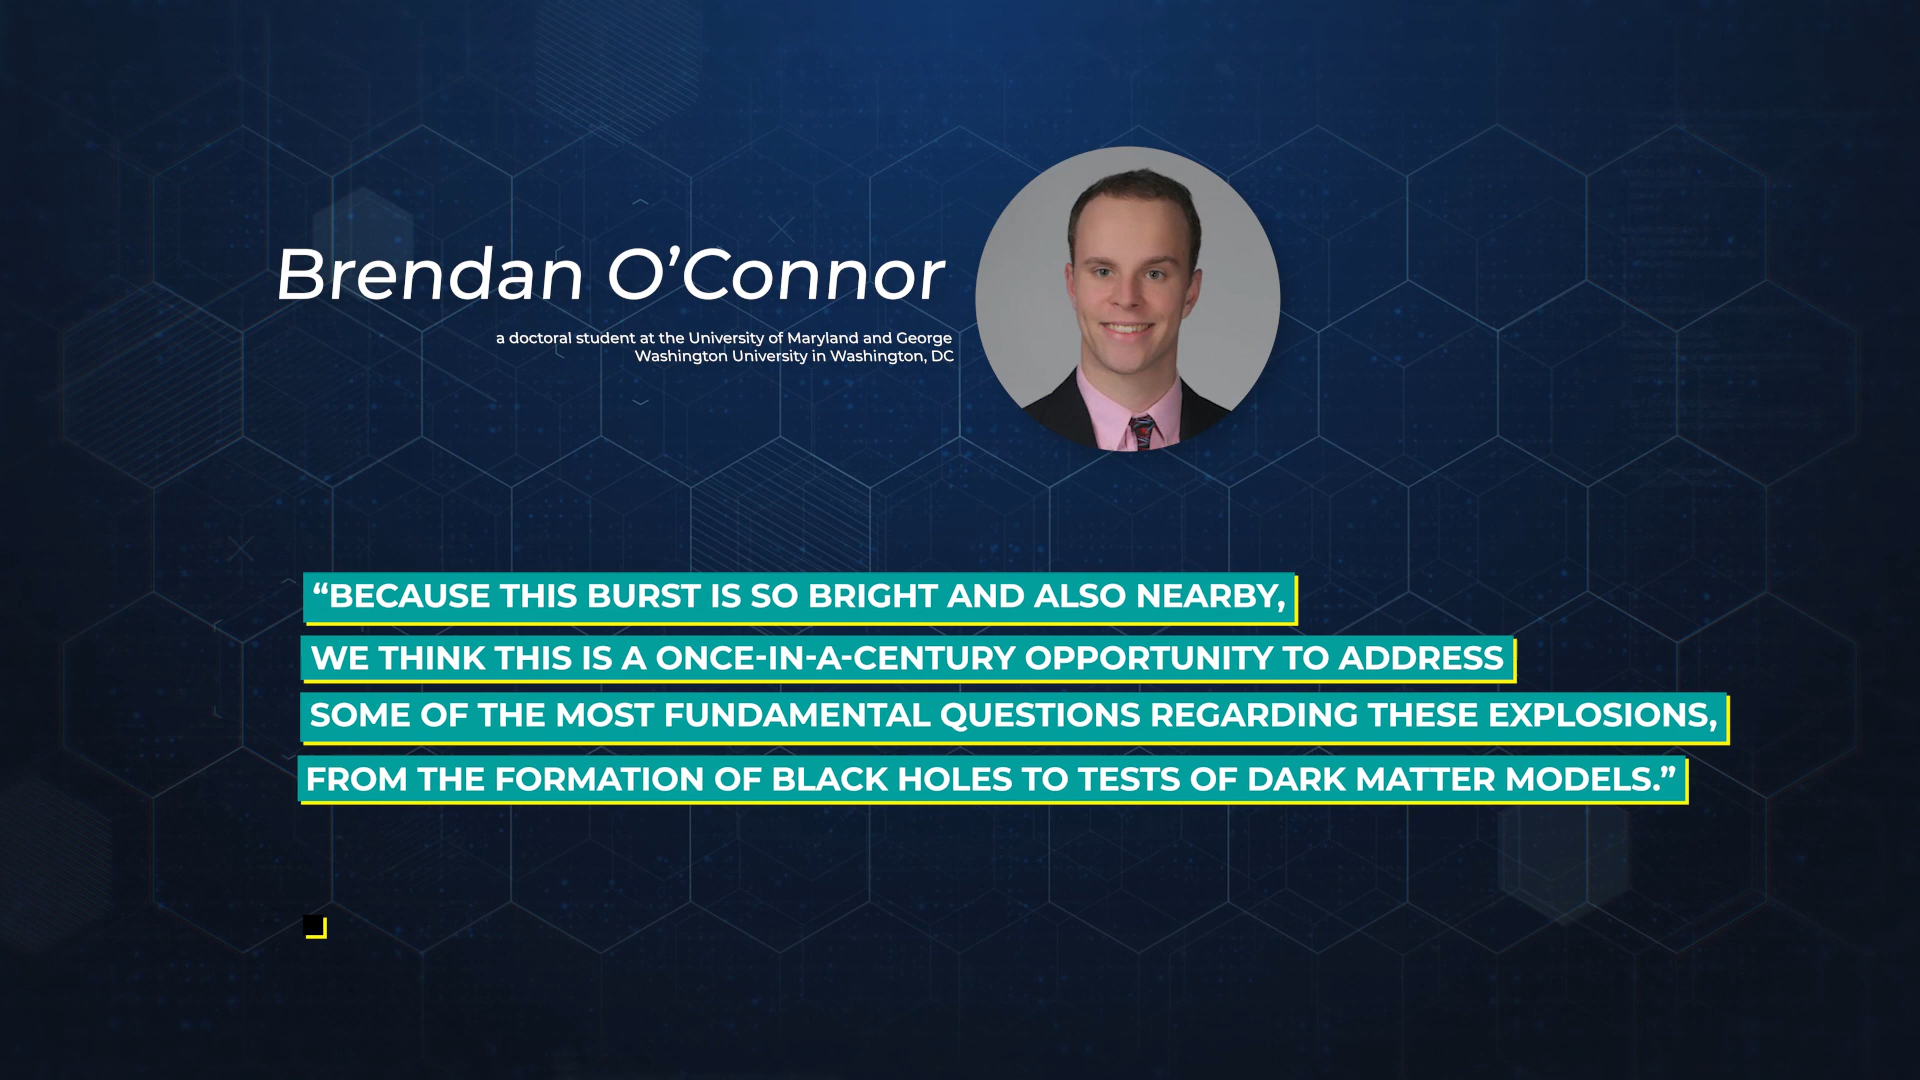 Brendan O’Connor
a doctoral student at the University of Maryland and George
Washington University in Washington, DC
“BECAUSE THIS BURST IS SO BRIGHT AND ALSO NEARBY,
WE THINK THIS IS A ONCE-IN-A-CENTURY OPPORTUNITY TO ADDRESS
SOME OF THE MOST FUNDAMENTAL QUESTIONS REGARDING THESE EXPLOSIONS,
FROM THE FORMATION OF BLACK HOLES TO TESTS OF DARK MATTER MODELS.”